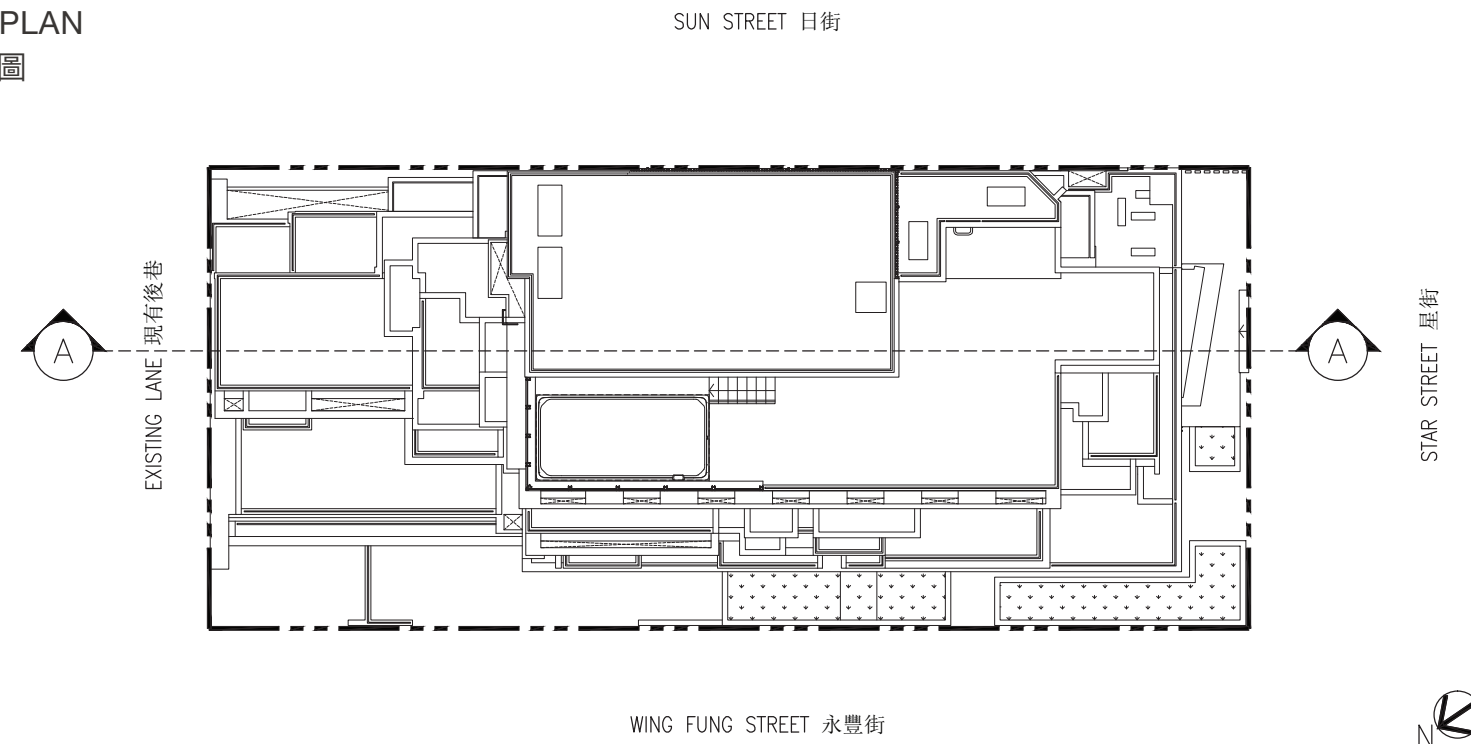 PLAN
圖
SUN STREET 日街
EXISTING LANE 現有後巷
A
A
STAR STREET 星街
WING FUNG STREET 永豐街
N